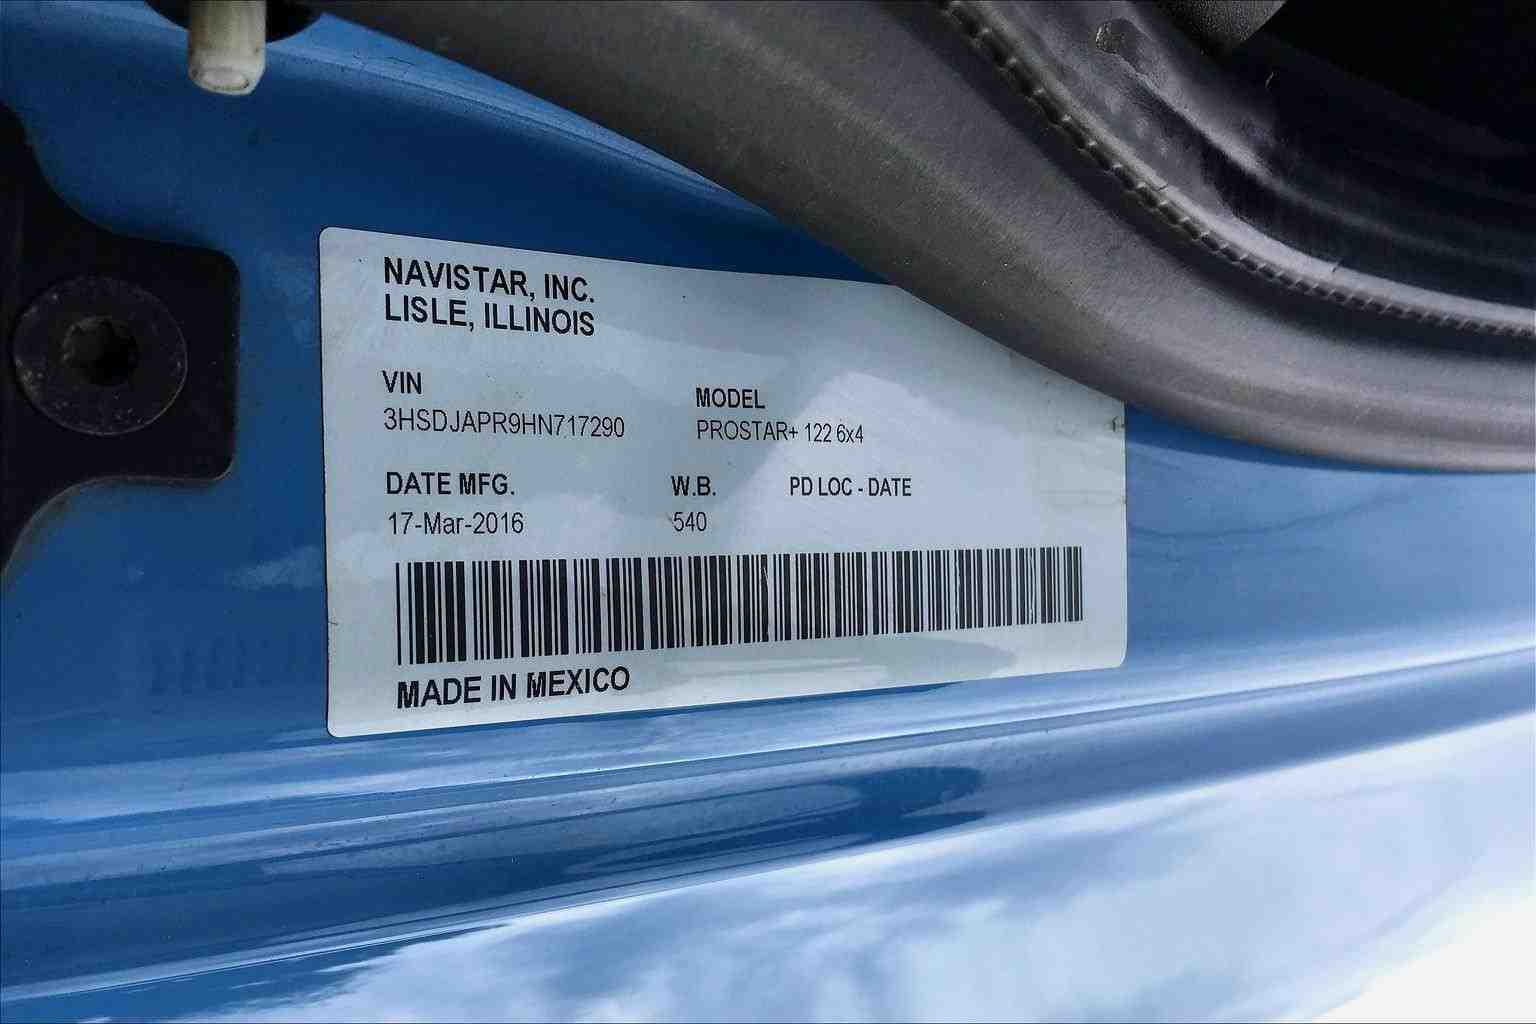 NAVISTAR, INC.
LISLE, ILLINOIS
VIN
3HSDJAPR9HN717290
MODEL
PROSTAR+ 122 6x4
DATE MFG.
17-Mar-2016
W.B.
540
PD LOC - DATE
MADE IN MEXICO